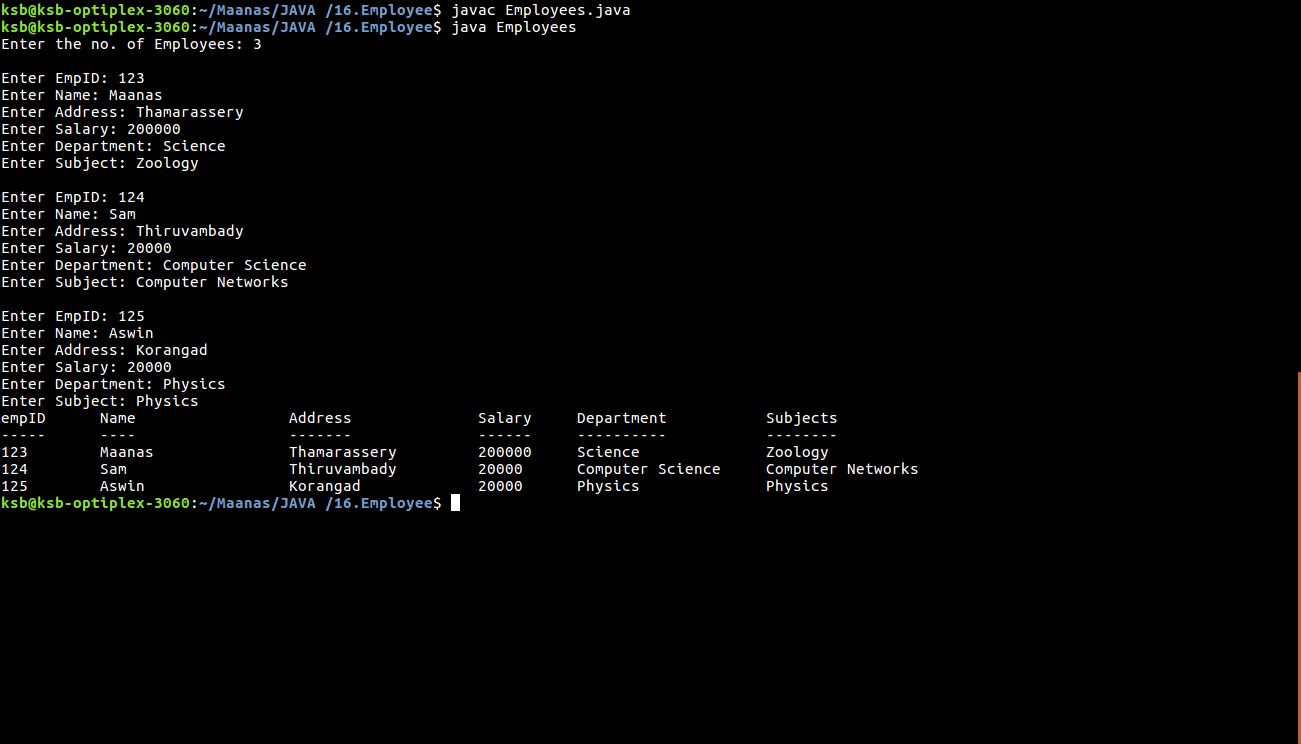 ksb@ksb-optiplex-3060:~/Maanas/JAVA /16.Employee$ javac Employees.java
ksb@ksb-optiplex-3060:~/Maanas/JAVA /16.Employee$ java Employees
Enter the no. of Employees: 3

Enter EmpID: 123
Enter Name: Maanas
Enter Address: Thamarassery
Enter Salary: 200000
Enter Department: Science
Enter Subject: Zoology

Enter EmpID: 124
Enter Name: Sam
Enter Address: Thiruvambady
Enter Salary: 20000
Enter Department: Computer Science
Enter Subject: Computer Networks

Enter EmpID: 125
Enter Name: Aswin
Enter Address: Korangad
Enter Salary: 20000
Enter Department: Physics
Enter Subject: Physics
empID      Name                 Address              Salary     Department           Subjects
-----      ----                 -------              ------     ----------           --------
123        Maanas               Thamarassery         200000     Science              Zoology
124        Sam                  Thiruvambady         20000      Computer Science     Computer Networks
125        Aswin                Korangad             20000      Physics              Physics
ksb@ksb-optiplex-3060:~/Maanas/JAVA /16.Employee$